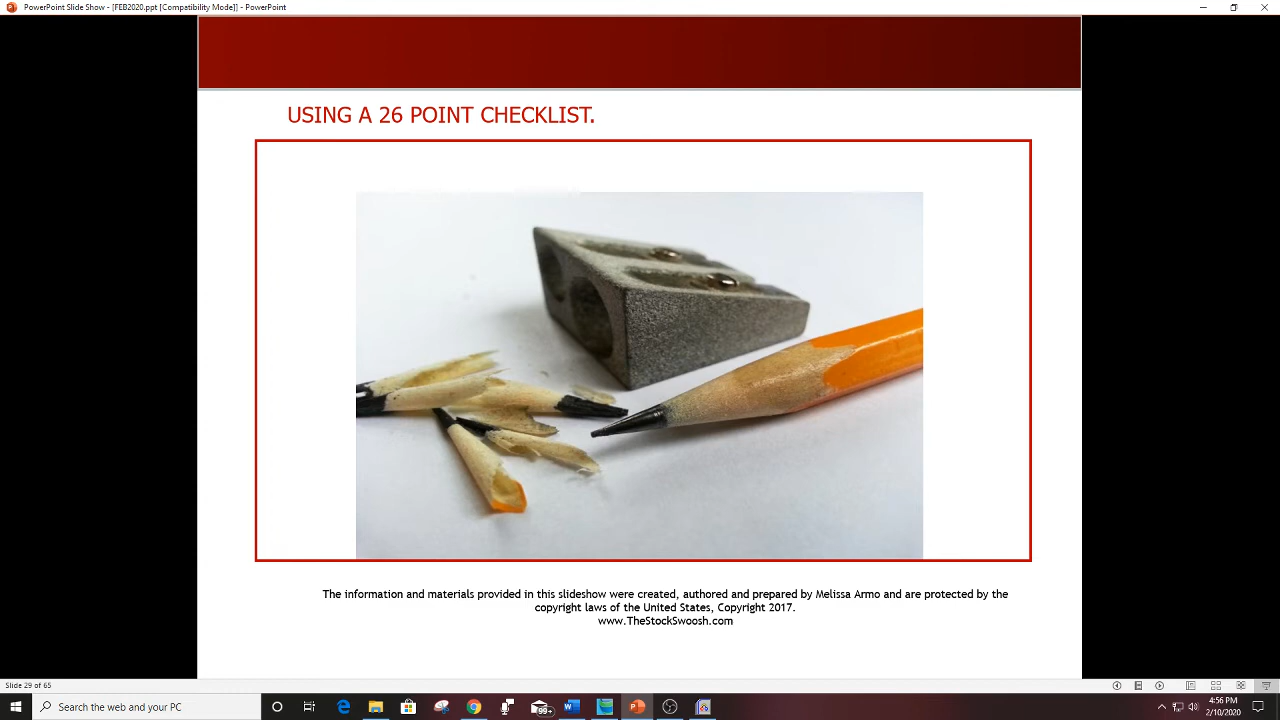 PowerPoint Slide Show - [FEB2020.ppt [Compatibility Mode]] - PowerPoint
USING A 26 POINT CHECKLIST.
The information and materials provided in this slideshow were created, authored and prepared by Melissa Armo and are protected by the
copyright laws of the United States, Copyright 2017.
www.TheStockSwoosh.com
Slide 29 of 65
Search the web and your PC
99+
4:56 PM
2/10/2020